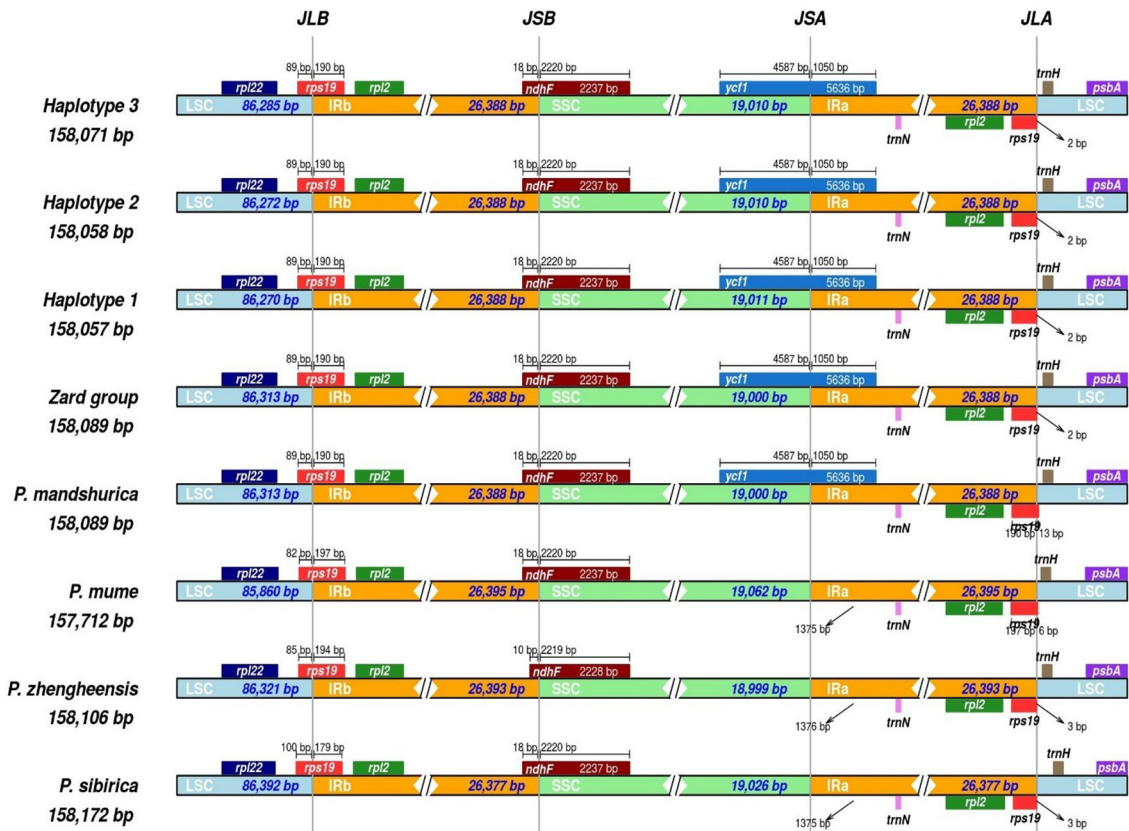 JLB JSB JSA JLA
89 bp 190 bp 18 bp 2220 bp 4587 bp 1050 bp trnH
rpl22 rps19 rpl2 ndhF 2237 bp ycf1 5636 bp psbA
Haplotype 3 LSC 86,285 bp IRb 26,388 bp SSC 19,010 bp IRa 26,388 bp LSC
158,071 bp trnN rpl2 rps19 2 bp
89 bp 190 bp 18 bp 2220 bp 4587 bp 1050 bp trnH
rpl22 rps19 rpl2 ndhF 2237 bp ycf1 5636 bp psbA
Haplotype 2 LSC 86,272 bp IRb 26,388 bp SSC 19,010 bp IRa 26,388 bp LSC
158,058 bp trnN rpl2 rps19 2 bp
89 bp 190 bp 18 bp 2220 bp 4587 bp 1050 bp trnH
rpl22 rps19 rpl2 ndhF 2237 bp ycf1 5636 bp psbA
Haplotype 1 LSC 86,270 bp IRb 26,388 bp SSC 19,011 bp IRa 26,388 bp LSC
158,057 bp trnN rpl2 rps19 2 bp
89 bp 190 bp 18 bp 2220 bp 4587 bp 1050 bp trnH
rpl22 rps19 rpl2 ndhF 2237 bp ycf1 5636 bp psbA
Zard group LSC 86,313 bp IRb 26,388 bp SSC 19,000 bp IRa 26,388 bp LSC
158,089 bp trnN rpl2 rps19 2 bp
89 bp 190 bp 18 bp 2220 bp 4587 bp 1050 bp trnH
rpl22 rps19 rpl2 ndhF 2237 bp ycf1 5636 bp psbA
P. mandshurica LSC 86,313 bp IRb 26,388 bp SSC 19,000 bp IRa 26,388 bp LSC
158,089 bp trnN rpl2 rps19 190 bp 13 bp
82 bp 197 bp 18 bp 2220 bp trnH
rpl22 rps19 rpl2 ndhF 2237 bp psbA
P. mume LSC 85,860 bp IRb 26,395 bp SSC 19,062 bp IRa 26,395 bp LSC
157,712 bp 1375 bp trnN rpl2 rps19 197 bp 6 bp
85 bp 194 bp 10 bp 2219 bp trnH
rpl22 rps19 rpl2 ndhF 2228 bp psbA
P. zhengheensis LSC 86,321 bp IRb 26,393 bp SSC 18,999 bp IRa 26,393 bp LSC
158,106 bp 1376 bp trnN rpl2 rps19 3 bp
100 bp 179 bp 18 bp 2220 bp trnH
rpl22 rps19 rpl2 ndhF 2237 bp psbA
P. sibirica LSC 86,392 bp IRb 26,377 bp SSC 19,026 bp IRa 26,377 bp LSC
158,172 bp 1375 bp trnN rpl2 rps19 3 bp